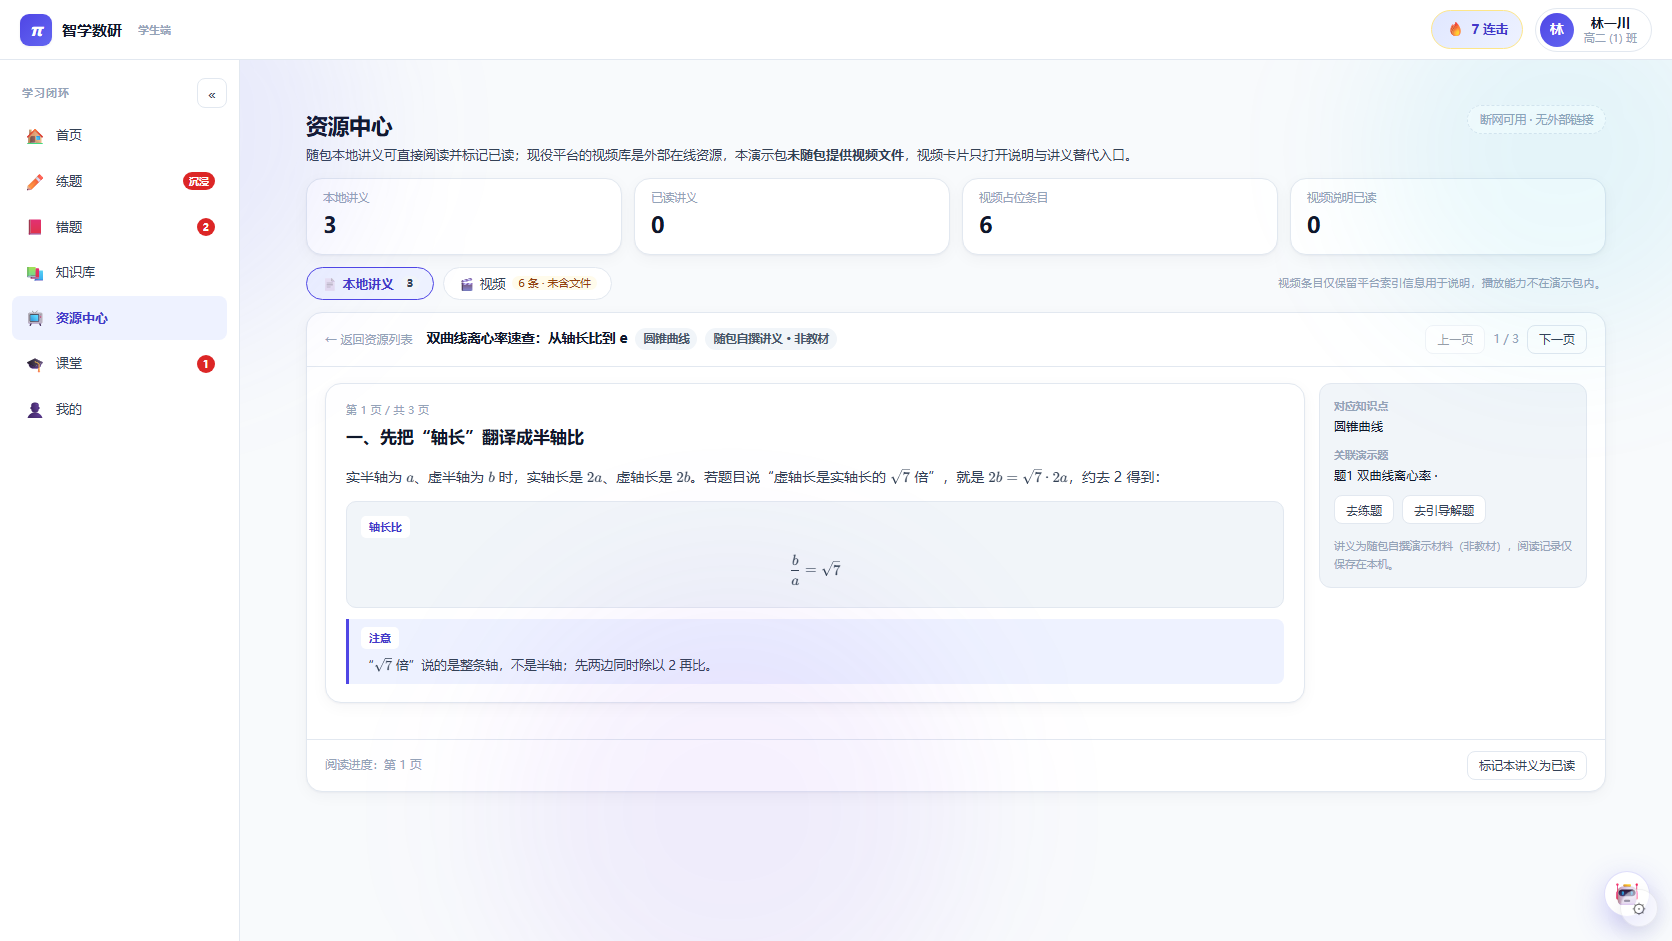 π 智学数研 学生端
7 连击
林 林一川
高二 (1) 班
学习闭环 «
首页
练题 沉浸
错题 2
知识库
资源中心
课堂 1
我的
资源中心
断网可用 · 无外部链接
随包本地讲义可直接阅读并标记已读；现役平台的视频库是外部在线资源，本演示包未随包提供视频文件，视频卡片只打开说明与讲义替代入口。
本地讲义
3
已读讲义
0
视频占位条目
6
视频说明已读
0
本地讲义 3
视频 6 条 · 未含文件
视频条目仅保留平台索引信息用于说明，播放能力不在演示包内。
← 返回资源列表 双曲线离心率速查：从轴长比到 e 圆锥曲线 随包自撰讲义 · 非教材
上一页 1 / 3 下一页
第 1 页 / 共 3 页
一、先把“轴长”翻译成半轴比
实半轴为 a、虚半轴为 b 时，实轴长是 2a、虚轴长是 2b。若题目说“虚轴长是实轴长的 √7 倍”，就是 2b = √7 · 2a，约去 2 得到：
轴长比
b/a = √7
注意
“√7 倍”说的是整条轴，不是半轴；先两边同时除以 2 再比。
对应知识点
圆锥曲线
关联演示题
题1 双曲线离心率 ·
去练题 去引导解题
讲义为随包自撰演示材料（非教材），阅读记录仅
保存在本机。
阅读进度：第 1 页
标记本讲义为已读